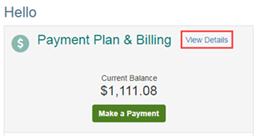 Hello
$
Payment Plan & Billing View Details
Current Balance
$1,111.08
Make a Payment